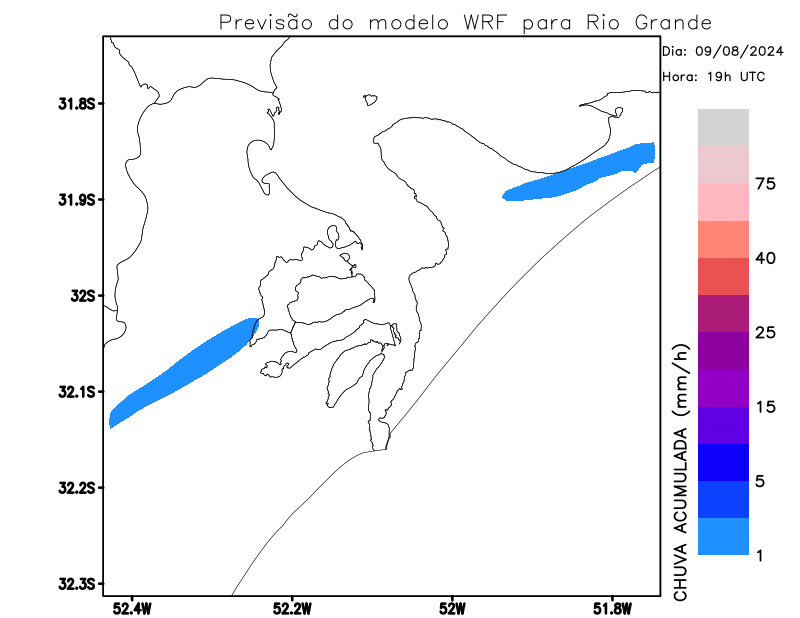 Previsão do modelo WRF para Rio Grande
Dia: 09/08/2024
Hora: 19h UTC
31.8S
31.9S
32S
32.1S
32.2S
32.3S
52.4W
52.2W
52W
51.8W
75
40
25
15
5
1
CHUVA ACUMULADA (mm/h)